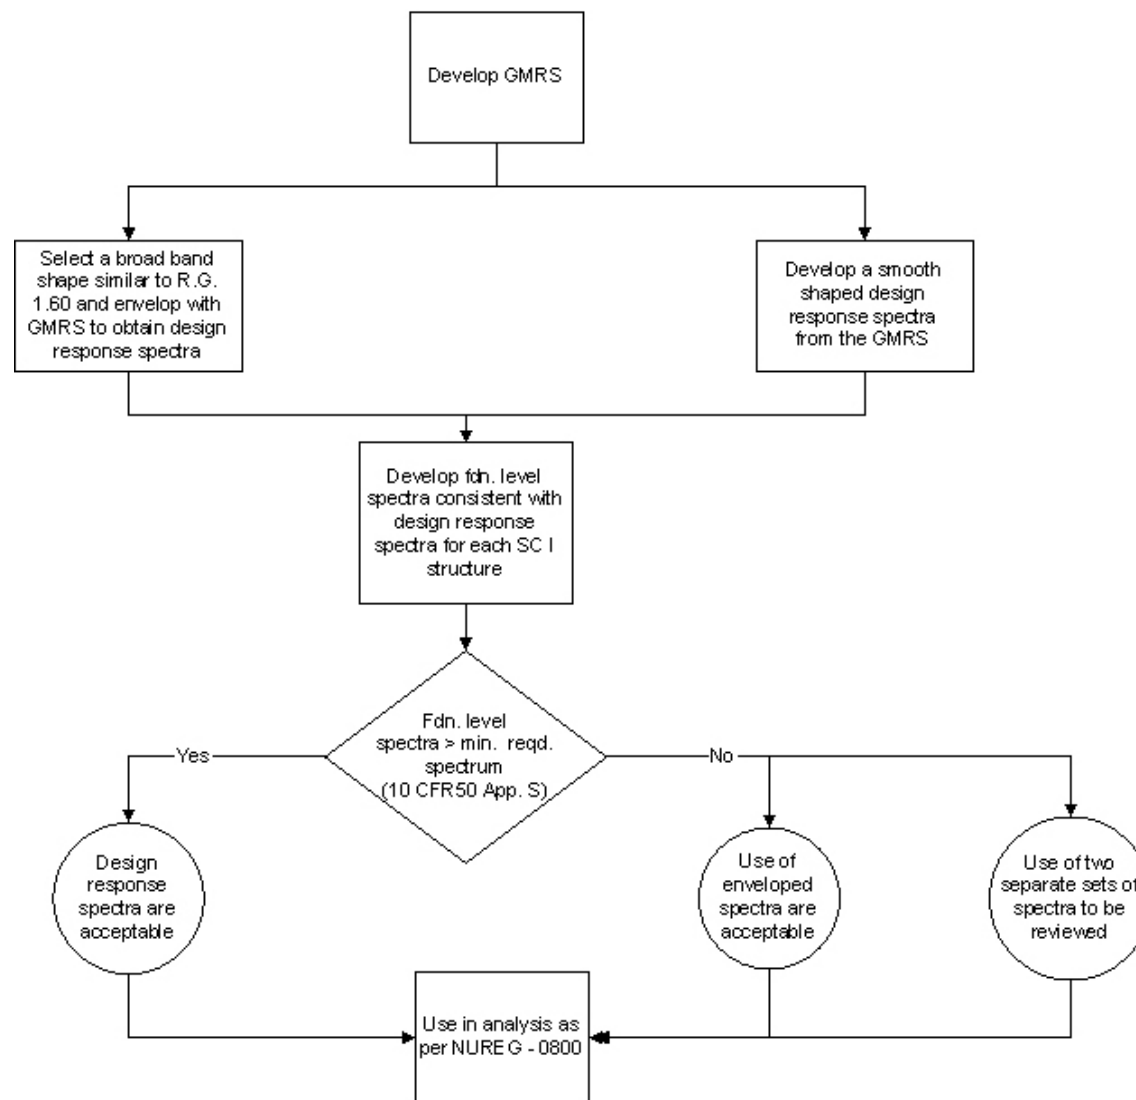 Develop GMRS
Select a broad band
shape similar to R.G.
1.60 and envelop with
GMRS to obtain design
response spectra
Develop a smooth
shaped design
response spectra
from the GMRS
Develop fdn. level
spectra consistent with
design response
spectra for each SC I
structure
Fdn. level
spectra > min. reqd.
spectrum
(10 CFR50 App. S)
Yes
No
Design
response
spectra are
acceptable
Use of
enveloped
spectra are
acceptable
Use of two
separate sets of
spectra to be
reviewed
Use in analysis as
per NUREG - 0800